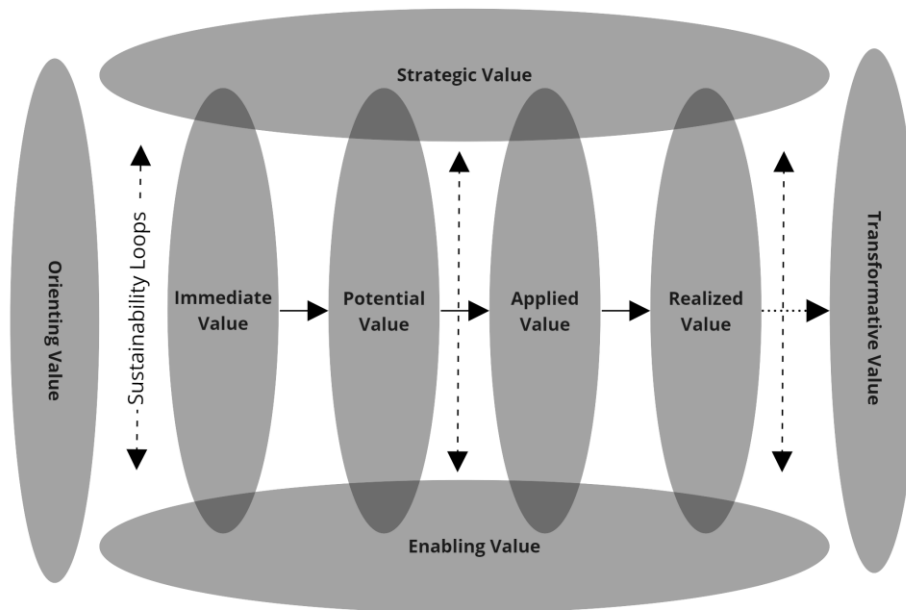 Strategic Value
Orienting Value
Sustainability Loops
Immediate
Value
Potential
Value
Applied
Value
Realized
Value
Transformative Value
Enabling Value